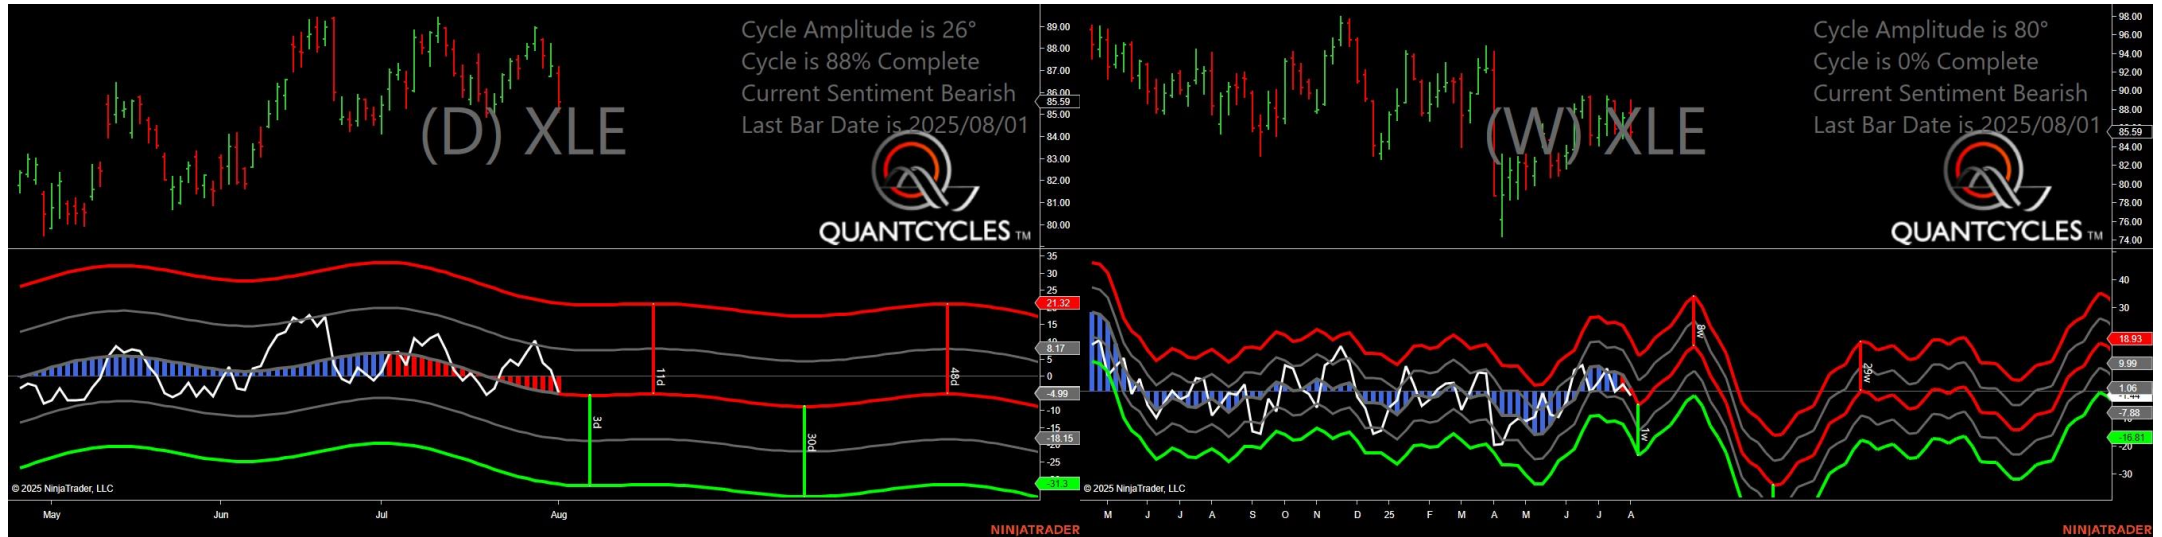 Cycle Amplitude is 26°
Cycle is 88% Complete
Current Sentiment Bearish
Last Bar Date is 2025/08/01
(D) XLE
QUANTCYCLES TM
89.00
88.00
87.00
86.00
85.59
85.00
84.00
83.00
82.00
81.00
80.00
35
30
25
21.32
15
10
8.17
5
0
-4.99
-10
-15
-18.15
-25
-31.3
3d
11d
30d
48d
© 2025 NinjaTrader, LLC
May Jun Jul Aug
NINJATRADER
Cycle Amplitude is 80°
Cycle is 0% Complete
Current Sentiment Bearish
Last Bar Date is 2025/08/01
(W) XLE
QUANTCYCLES TM
98.00
96.00
94.00
92.00
90.00
88.00
85.59
84.00
82.00
80.00
78.00
76.00
74.00
40
30
18.93
9.99
1.06
-1.44
-7.88
-16.81
-20
-30
1w
8w
29w
© 2025 NinjaTrader, LLC
M J J A S O N D 25 F M A M J J A
NINJATRADER